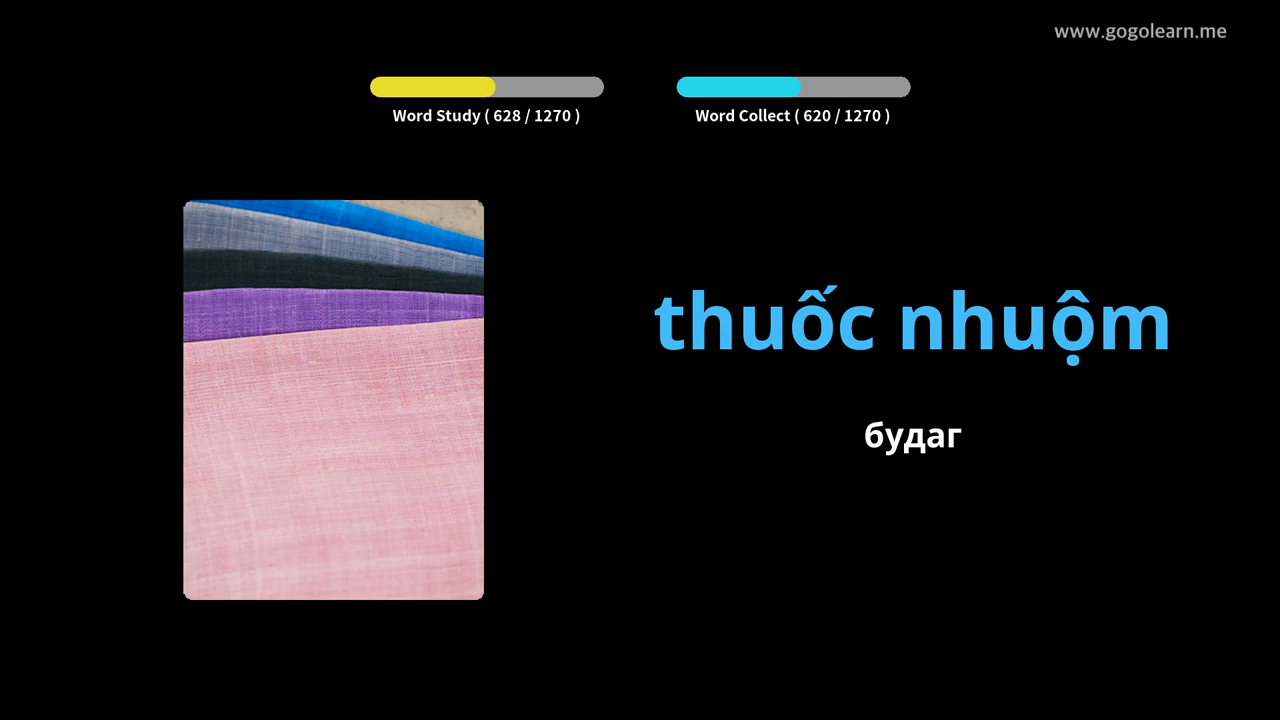 www.gogolearn.me
Word Study ( 628 / 1270 )
Word Collect ( 620 / 1270 )
thuốc nhuộm
будаг